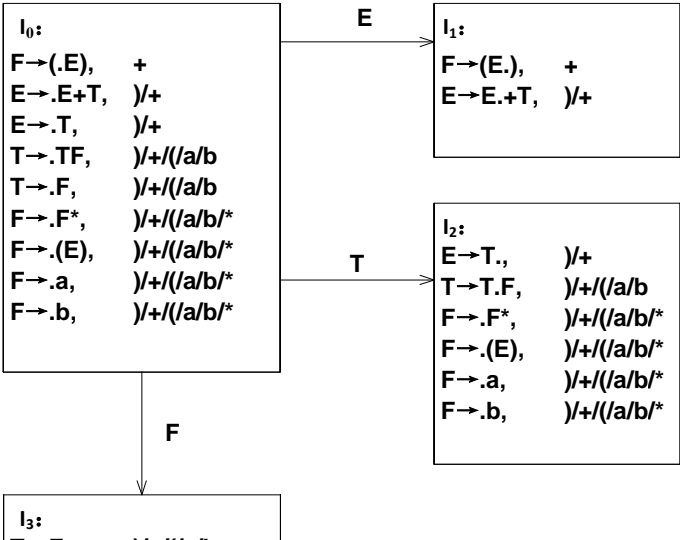 I₀:
F→(.E), +
E→.E+T, )/+
E→.T, )/+
T→.TF, )/+/(/a/b
T→.F, )/+/(/a/b
F→.F*, )/+/(/a/b/*
F→.(E), )/+/(/a/b/*
F→.a, )/+/(/a/b/*
F→.b, )/+/(/a/b/*
E
I₁:
F→(E.), +
E→E.+T, )/+
T
I₂:
E→T., )/+
T→T.F, )/+/(/a/b
F→.F*, )/+/(/a/b/*
F→.(E), )/+/(/a/b/*
F→.a, )/+/(/a/b/*
F→.b, )/+/(/a/b/*
F
I₃: